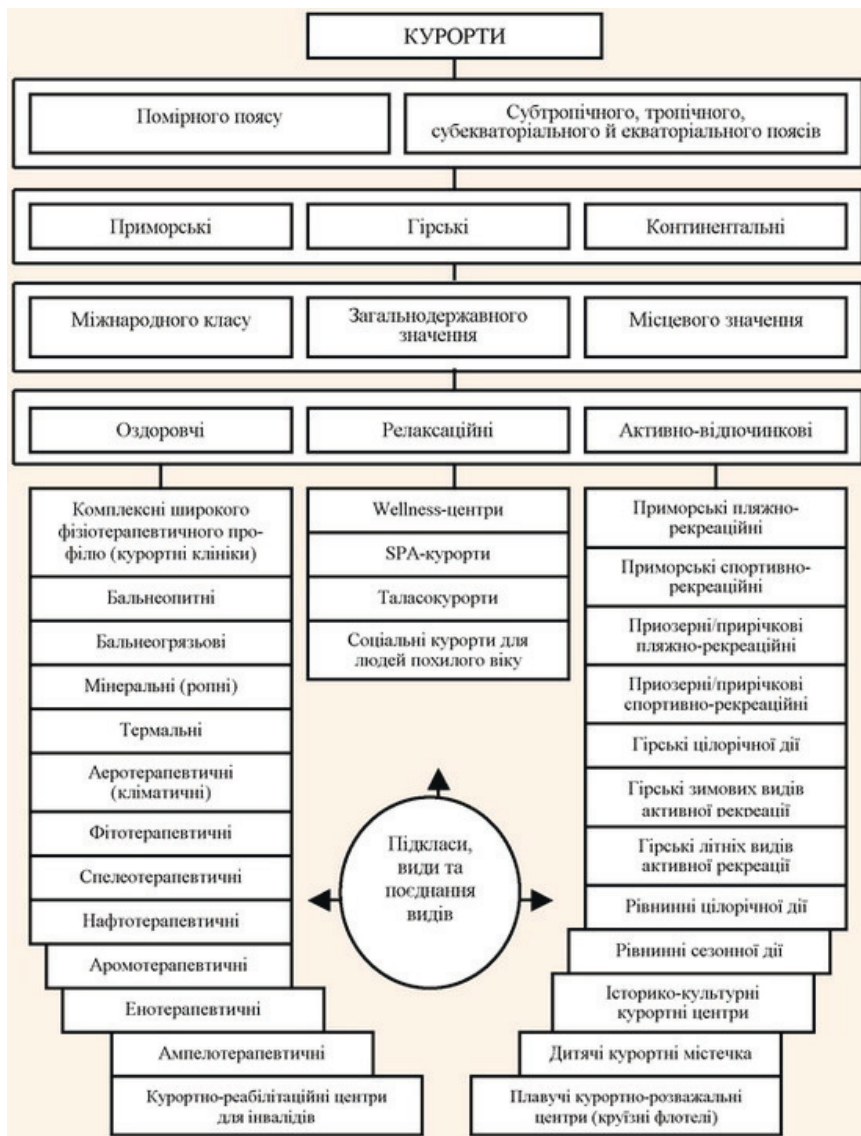 КУРОРТИ
Помірного поясу
Субтропічного, тропічного,
субекваторіального й екваторіального поясів
Приморські
Гірські
Континентальні
Міжнародного класу
Загальнодержавного
значення
Місцевого значення
Оздоровчі
Релаксаційні
Активно-відпочинкові
Комплексні широкого
фізіотерапевтичного про-
філю (курортні клініки)
Бальнеопитні
Бальнеогрязьові
Мінеральні (ропні)
Термальні
Аеротерапевтичні
(кліматичні)
Фітотерапевтичні
Спелеотерапевтичні
Нафтотерапевтичні
Аромотерапевтичні
Енотерапевтичні
Ампелотерапевтичні
Курортно-реабілітаційні центри
для інвалідів
Wellness-центри
SPA-курорти
Таласокурорти
Соціальні курорти для
людей похилого віку
Підкласи,
види та
поєднання
видів
Приморські пляжно-
рекреаційні
Приморські спортивно-
рекреаційні
Приозерні/прирічкові
пляжно-рекреаційні
Приозерні/прирічкові
спортивно-рекреаційні
Гірські цілорічної дії
Гірські зимових видів
активної рекреації
Гірські літніх видів
активної рекреації
Рівнинні цілорічної дії
Рівнинні сезонної дії
Історико-культурні
курортні центри
Дитячі курортні містечка
Плавучі курортно-розважальні
центри (круїзні флотелі)